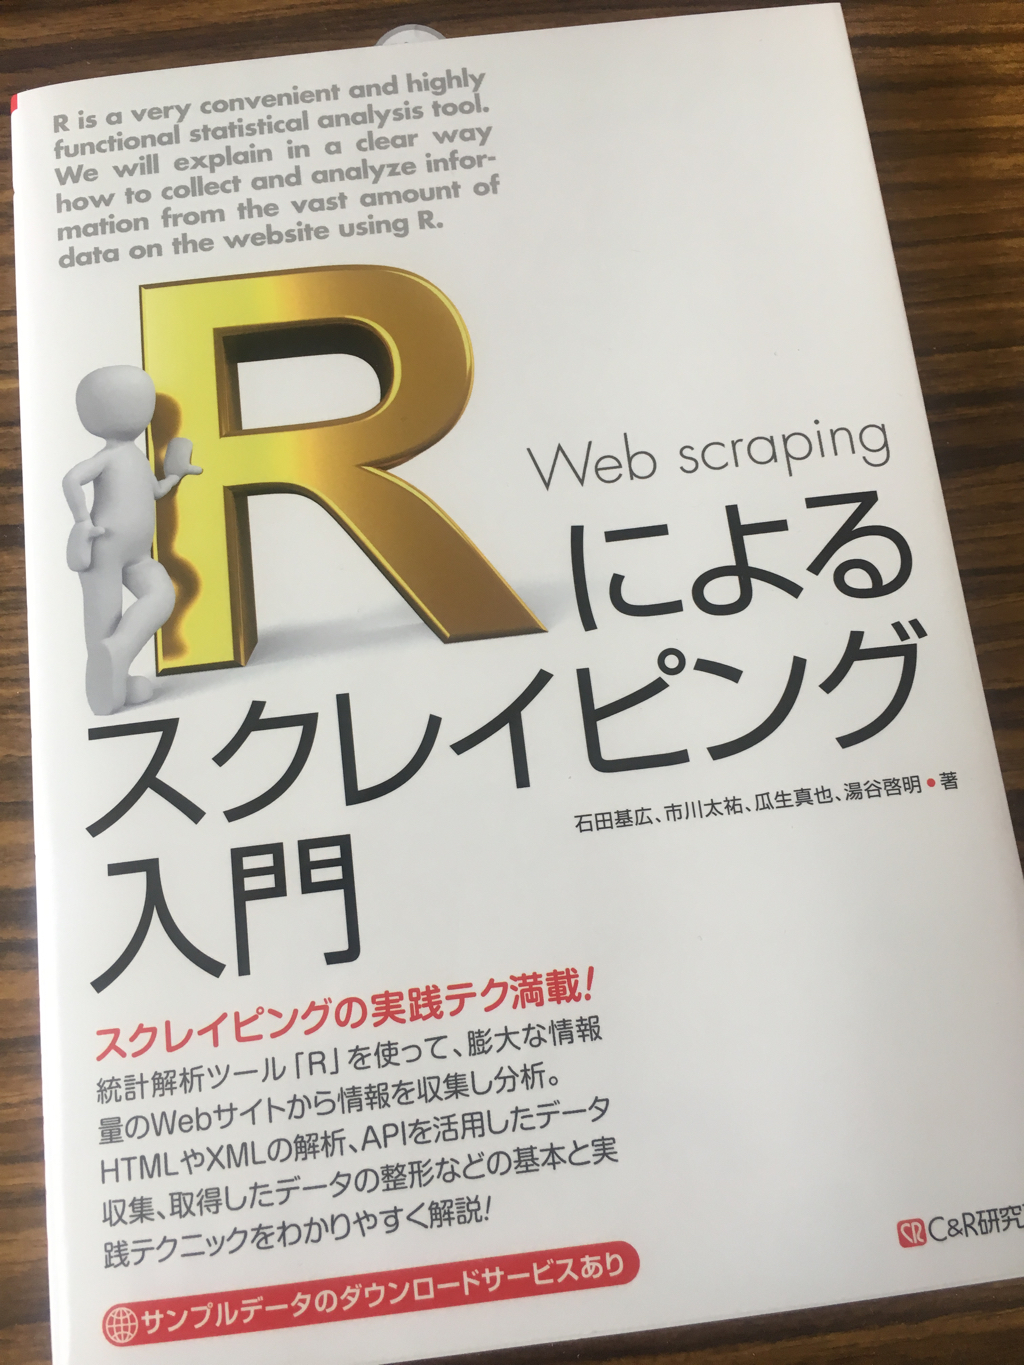 R is a very convenient and highly
functional statistical analysis tool.
We will explain in a clear way
how to collect and analyze infor-
mation from the vast amount of
data on the website using R.
R
Web scraping
による
スクレイピング
入門
石田基広、市川太祐、瓜生真也、湯谷啓明●著
スクレイピングの実践テク満載!
統計解析ツール「R」を使って、膨大な情報
量のWebサイトから情報を収集し分析。
HTMLやXMLの解析、APIを活用したデータ
収集、取得したデータの整形などの基本と実
践テクニックをわかりやすく解説!
CR C&R研究
サンプルデータのダウンロードサービスあり